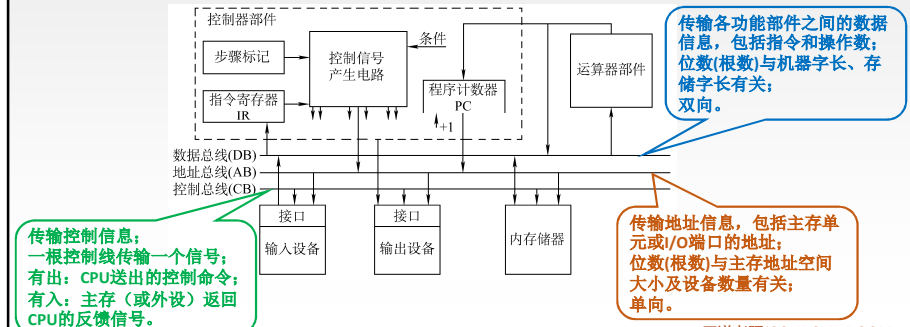 控制器部件
步骤标记
控制信号
产生电路
条件
指令寄存器
IR
程序计数器
PC
+1
运算器部件
传输各功能部件之间的数据
信息，包括指令和操作数；
位数(根数)与机器字长、存
储字长有关；
双向。
数据总线(DB)
地址总线(AB)
控制总线(CB)
接口
输入设备
接口
输出设备
内存储器
传输控制信息；
一根控制线传输一个信号；
有出：CPU送出的控制命令；
有入：主存（或外设）返回
CPU的反馈信号。
传输地址信息，包括主存单
元或I/O端口的地址；
位数(根数)与主存地址空间
大小及设备数量有关；
单向。